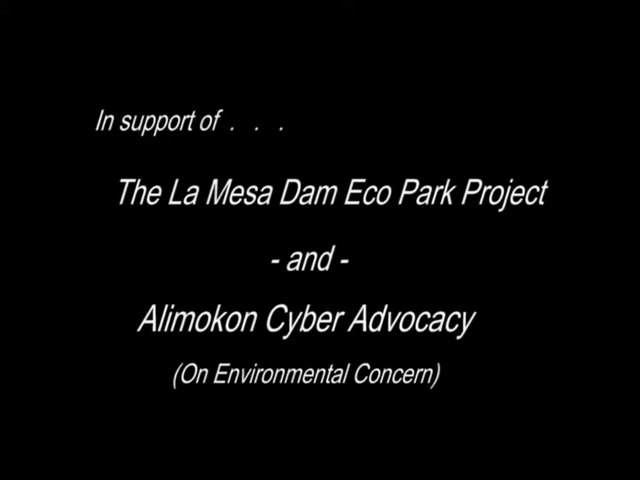 In support of . . .
The La Mesa Dam Eco Park Project
- and -
Alimokon Cyber Advocacy
(On Environmental Concern)